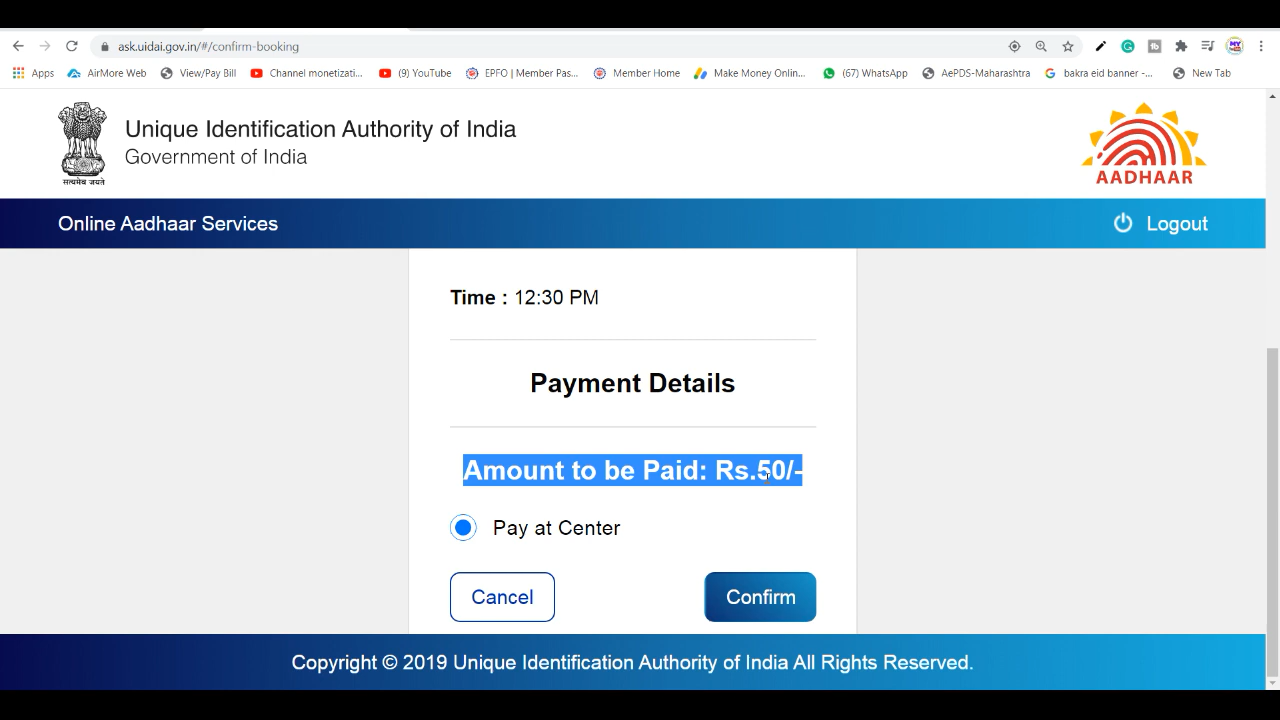 ask.uidai.gov.in/#/confirm-booking
Apps AirMore Web View/Pay Bill Channel monetizati... (9) YouTube EPFO | Member Pas... Member Home Make Money Onlin... (67) WhatsApp AePDS-Maharashtra bakra eid banner -... New Tab
Unique Identification Authority of India
Government of India
सत्यमेव जयते
AADHAAR
Online Aadhaar Services
Logout
Time : 12:30 PM
Payment Details
Amount to be Paid: Rs.50/-
Pay at Center
Cancel
Confirm
Copyright © 2019 Unique Identification Authority of India All Rights Reserved.